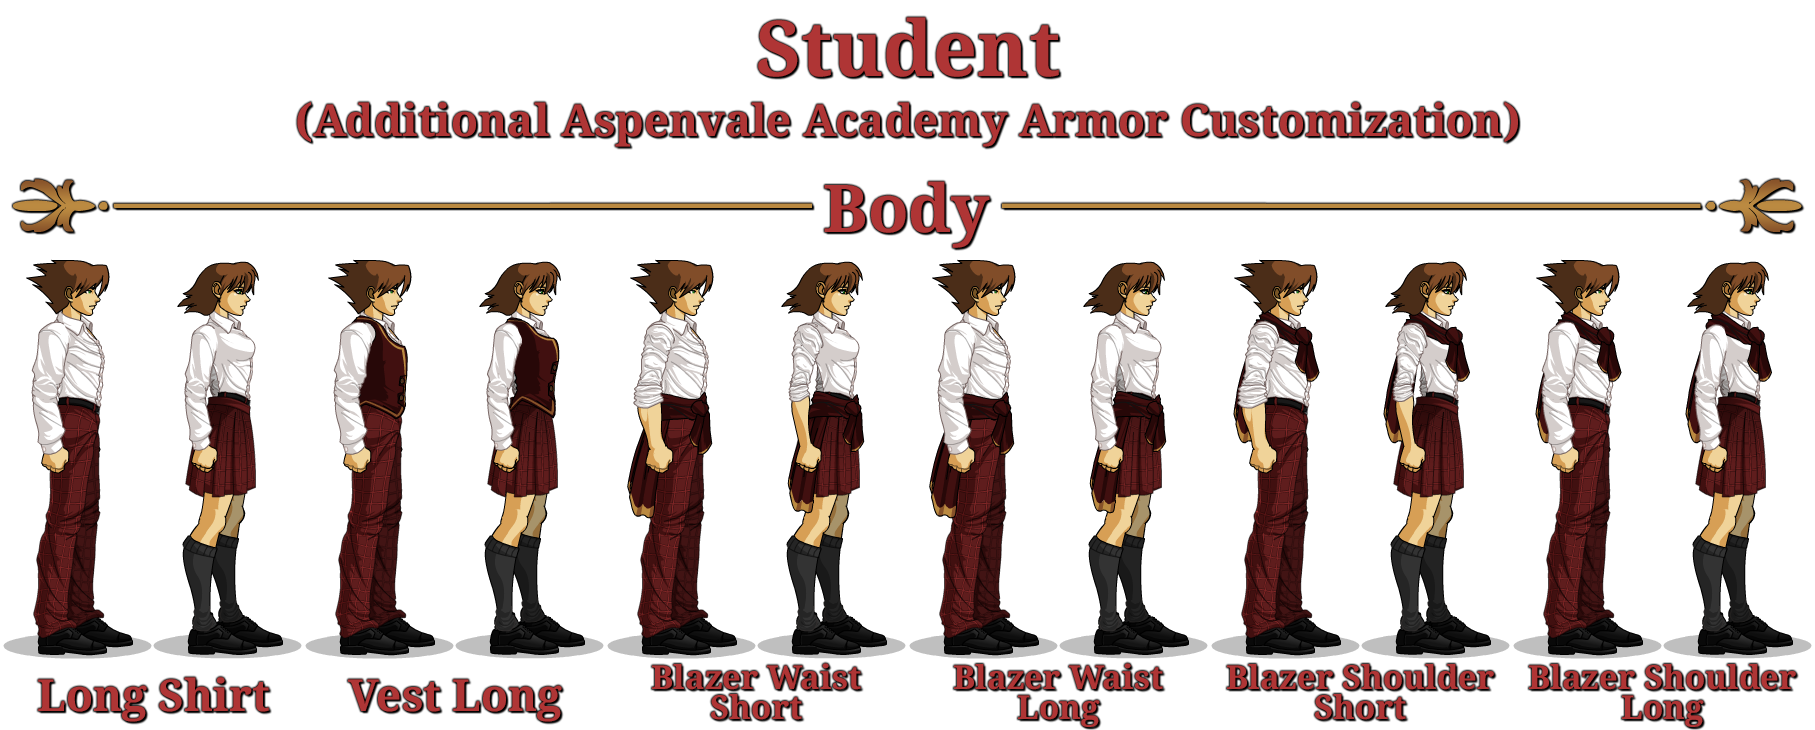 Student
(Additional Aspenvale Academy Armor Customization)
Body
Long Shirt
Vest Long
Blazer Waist
Short
Blazer Waist
Long
Blazer Shoulder
Short
Blazer Shoulder
Long